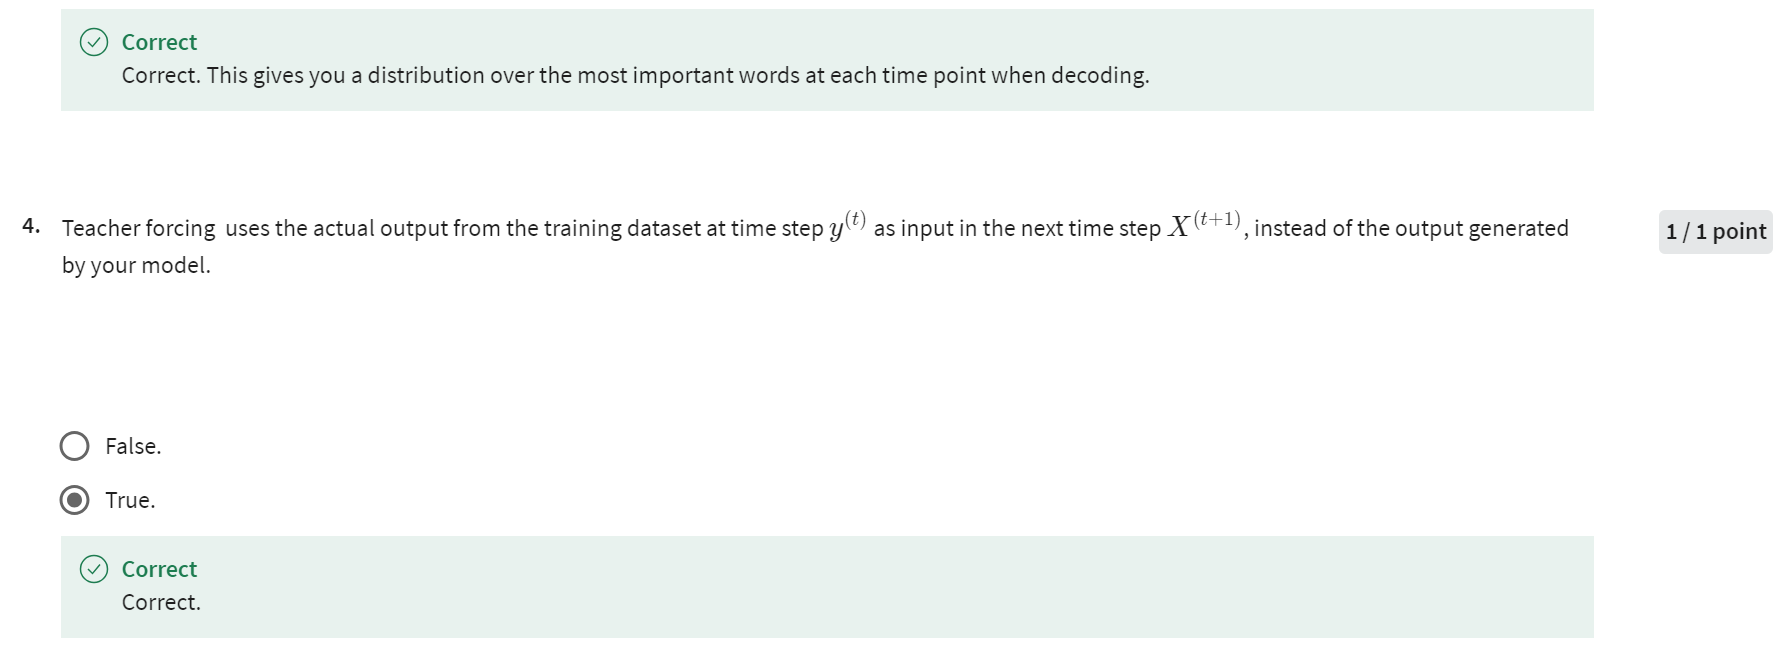 Correct
Correct. This gives you a distribution over the most important words at each time point when decoding.
4. Teacher forcing uses the actual output from the training dataset at time step y^(t) as input in the next time step X^(t+1), instead of the output generated
by your model.
1 / 1 point
False.
True.
Correct
Correct.